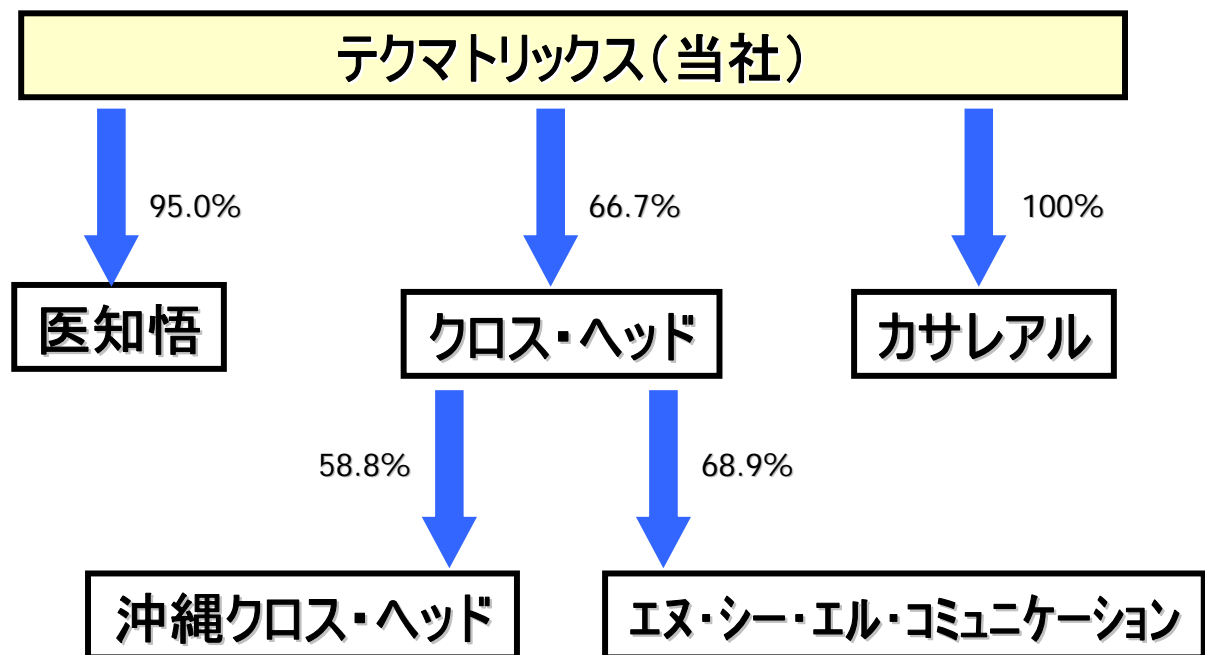 テクマトリックス(当社)
95.0%
66.7%
100%
医知悟
クロス・ヘッド
カサレアル
58.8%
68.9%
沖縄クロス・ヘッド
エヌ・シー・エル・コミュニケーション